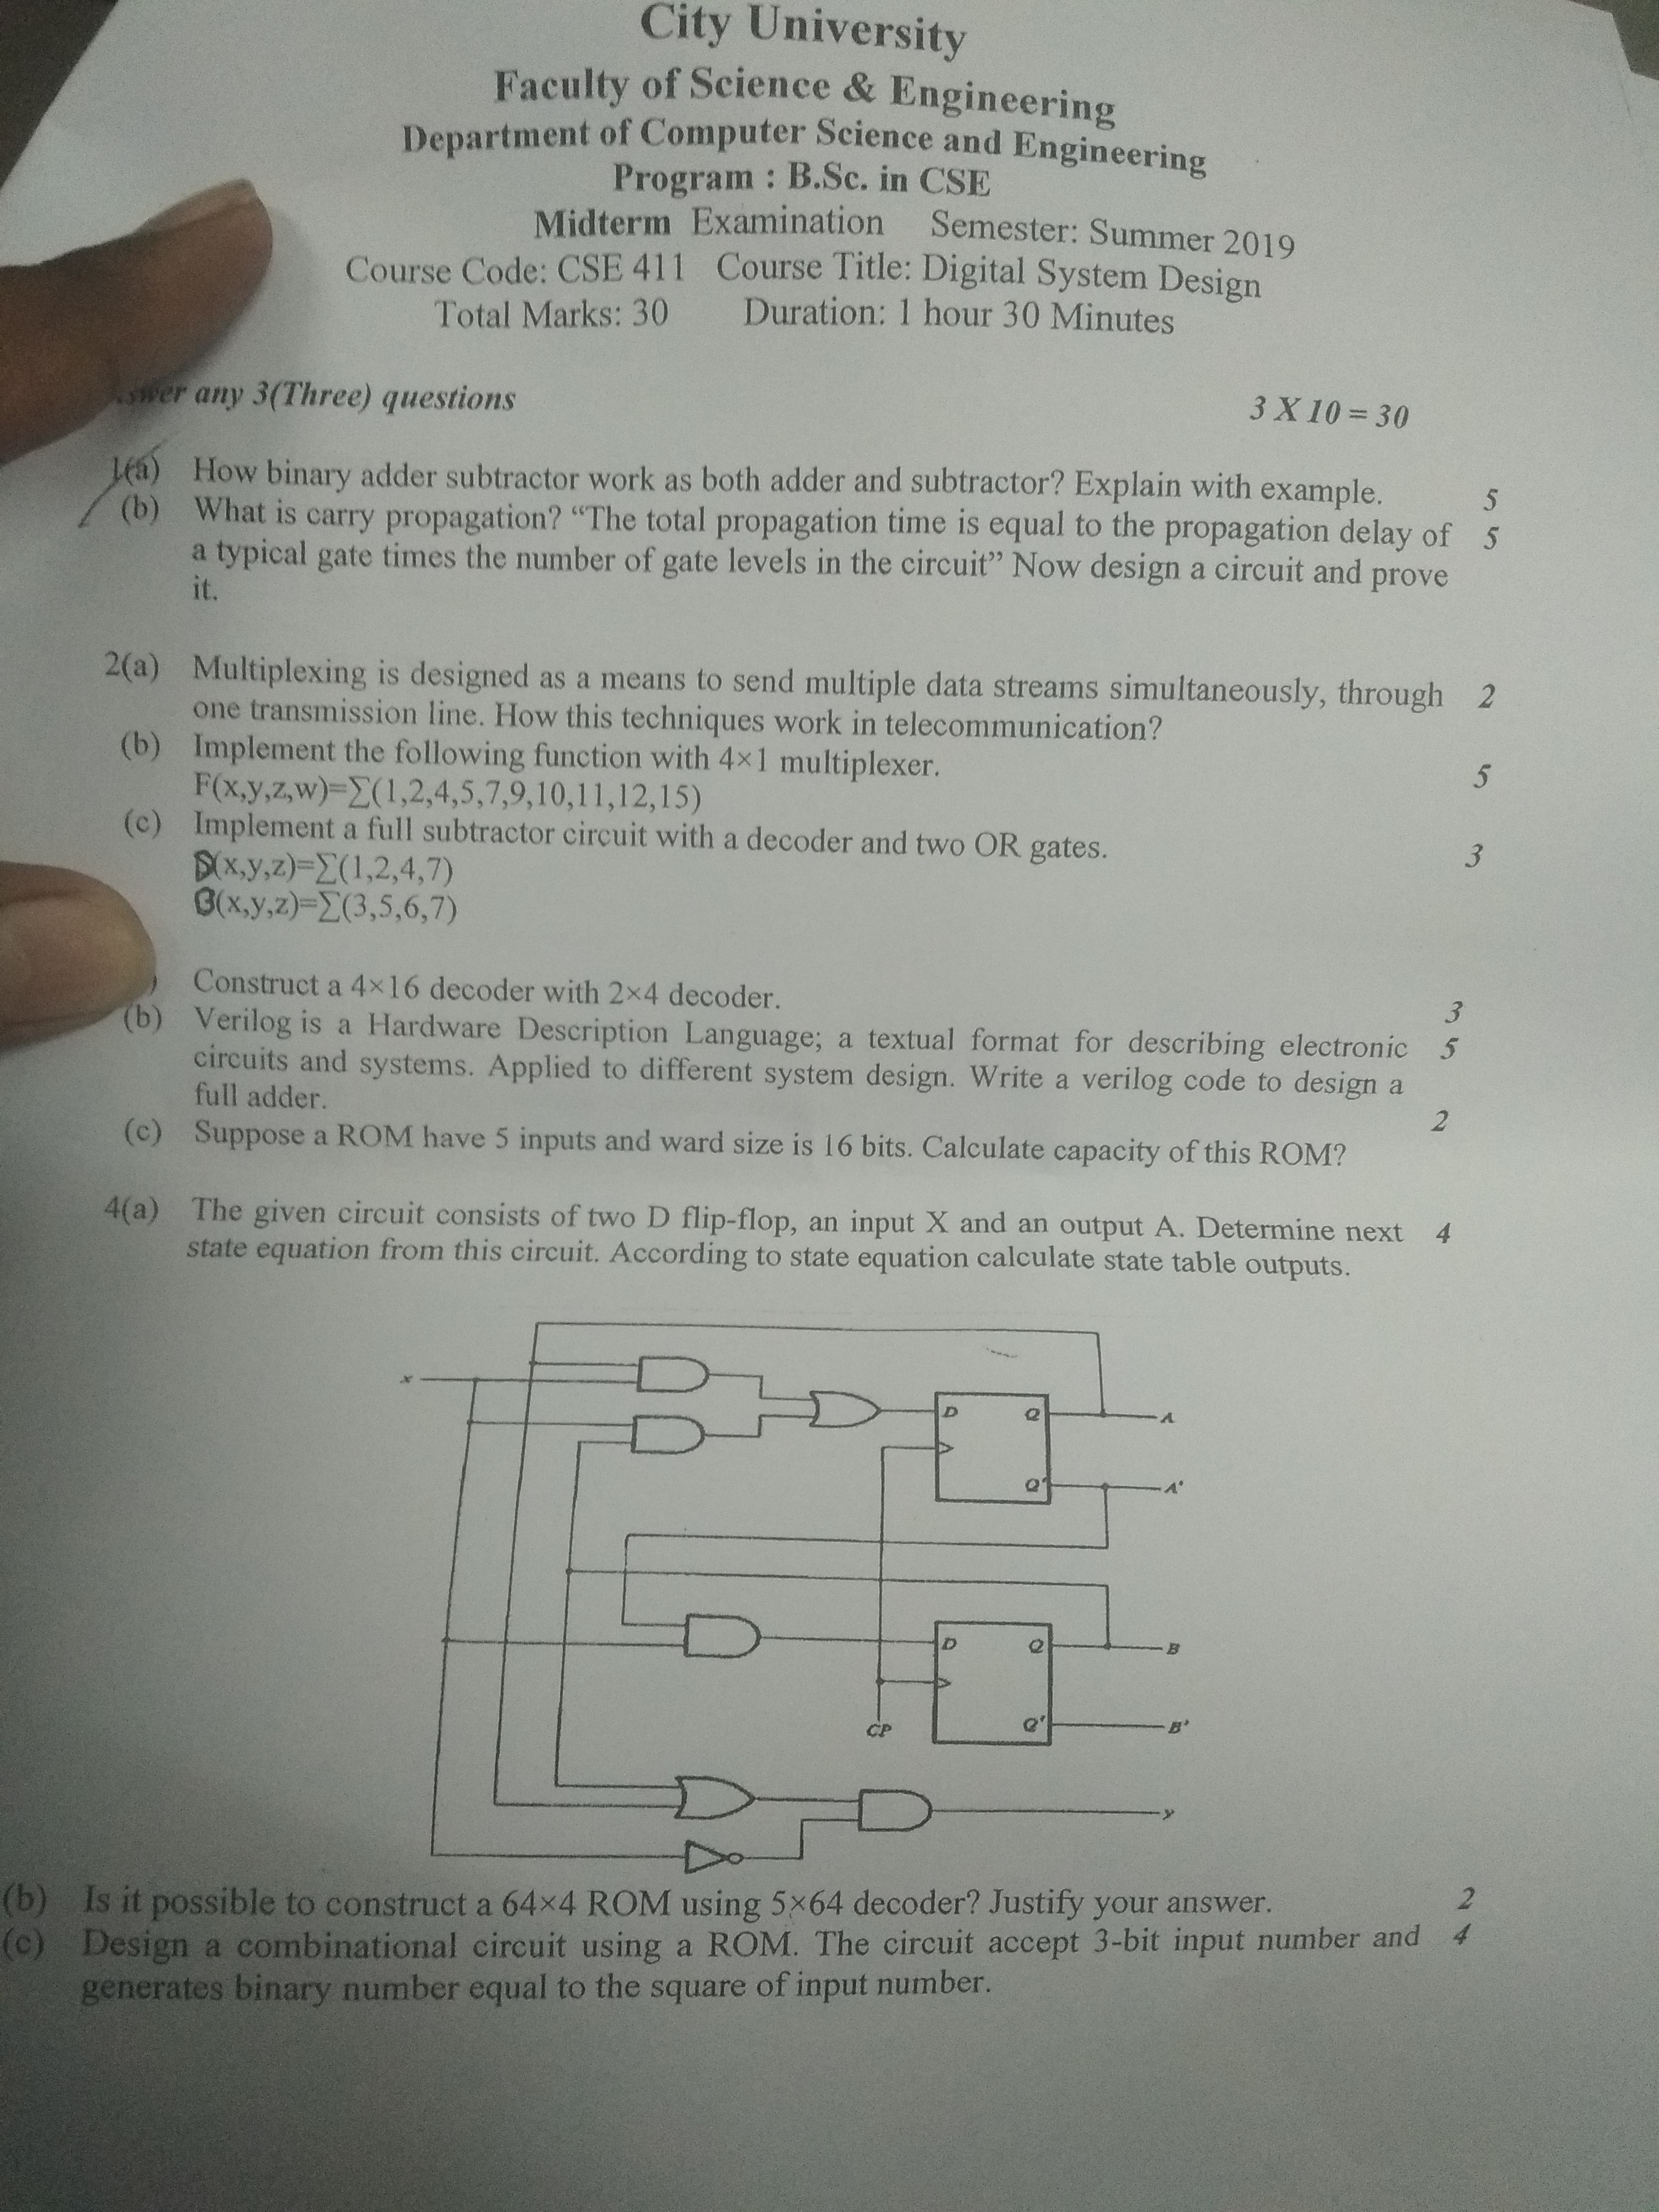 City University
Faculty of Science & Engineering
Department of Computer Science and Engineering
Program : B.Sc. in CSE
Midterm Examination Semester: Summer 2019
Course Code: CSE 411 Course Title: Digital System Design
Total Marks: 30 Duration: 1 hour 30 Minutes
any 3(Three) questions 3 X 10 = 30
1(a) How binary adder subtractor work as both adder and subtractor? Explain with example. 5
(b) What is carry propagation? “The total propagation time is equal to the propagation delay of 5
a typical gate times the number of gate levels in the circuit” Now design a circuit and prove
it.
2(a) Multiplexing is designed as a means to send multiple data streams simultaneously, through 2
one transmission line. How this techniques work in telecommunication?
(b) Implement the following function with 4×1 multiplexer. 5
F(x,y,z,w)=∑(1,2,4,5,7,9,10,11,12,15)
(c) Implement a full subtractor circuit with a decoder and two OR gates. 3
D(x,y,z)=∑(1,2,4,7)
B(x,y,z)=∑(3,5,6,7)
) Construct a 4×16 decoder with 2×4 decoder. 3
(b) Verilog is a Hardware Description Language; a textual format for describing electronic 5
circuits and systems. Applied to different system design. Write a verilog code to design a
full adder.
(c) Suppose a ROM have 5 inputs and ward size is 16 bits. Calculate capacity of this ROM? 2
4(a) The given circuit consists of two D flip-flop, an input X and an output A. Determine next 4
state equation from this circuit. According to state equation calculate state table outputs.
x
D Q A
Q' A'
D Q B
CP Q' B'
y
(b) Is it possible to construct a 64×4 ROM using 5×64 decoder? Justify your answer. 2
(c) Design a combinational circuit using a ROM. The circuit accept 3-bit input number and 4
generates binary number equal to the square of input number.